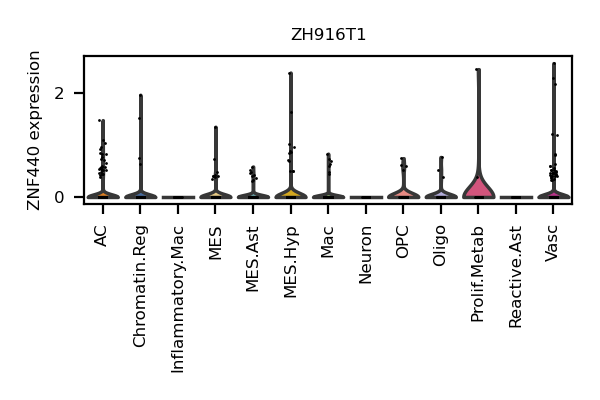 ZH916T1
ZNF440 expression
2
0
AC
Chromatin.Reg
Inflammatory.Mac
MES
MES.Ast
MES.Hyp
Mac
Neuron
OPC
Oligo
Prolif.Metab
Reactive.Ast
Vasc